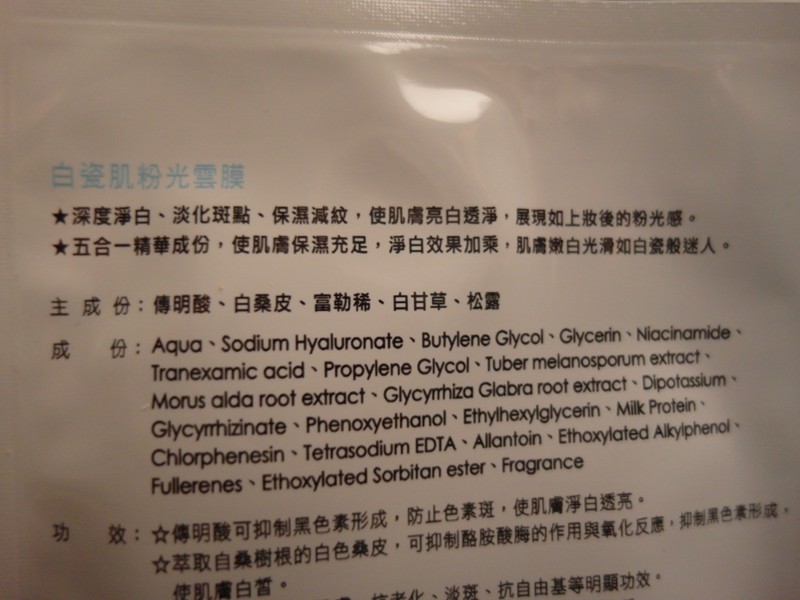 白瓷肌粉光雲膜
★深度淨白、淡化斑點、保濕減紋，使肌膚亮白透淨，展現如上妝後的粉光感。
★五合一精華成份，使肌膚保濕充足，淨白效果加乘，肌膚嫩白光滑如白瓷般迷人。
主成份：傳明酸、白桑皮、富勒稀、白甘草、松露
成份：Aqua、Sodium Hyaluronate、Butylene Glycol、Glycerin、Niacinamide、
Tranexamic acid、Propylene Glycol、Tuber melanosporum extract、
Morus alda root extract、Glycyrrhiza Glabra root extract、Dipotassium、
Glycyrrhizinate、Phenoxyethanol、Ethylhexylglycerin、Milk Protein、
Chlorphenesin、Tetrasodium EDTA、Allantoin、Ethoxylated Alkylphenol、
Fullerenes、Ethoxylated Sorbitan ester、Fragrance
功效：☆傳明酸可抑制黑色素形成，防止色素斑，使肌膚淨白透亮。
☆萃取自桑樹根的白色桑皮，可抑制酪胺酸酶的作用與氧化反應，抑制黑色素形成，
使肌膚白皙。
抗老化、淡斑、抗自由基等明顯功效。